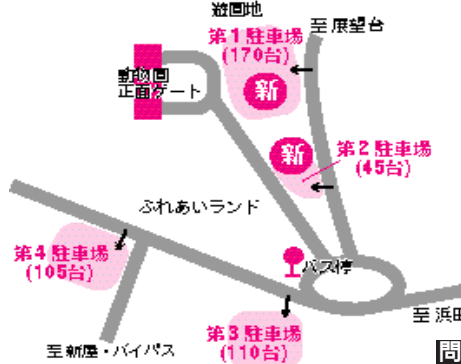 遊園地
第1駐車場
(170台)
至展望台
動物園
正面ゲート
新
新
第2駐車場
(45台)
ふれあいランド
第4駐車場
(105台)
バス停
至浜田
第3駐車場
(110台)
至新屋・バイパス
問